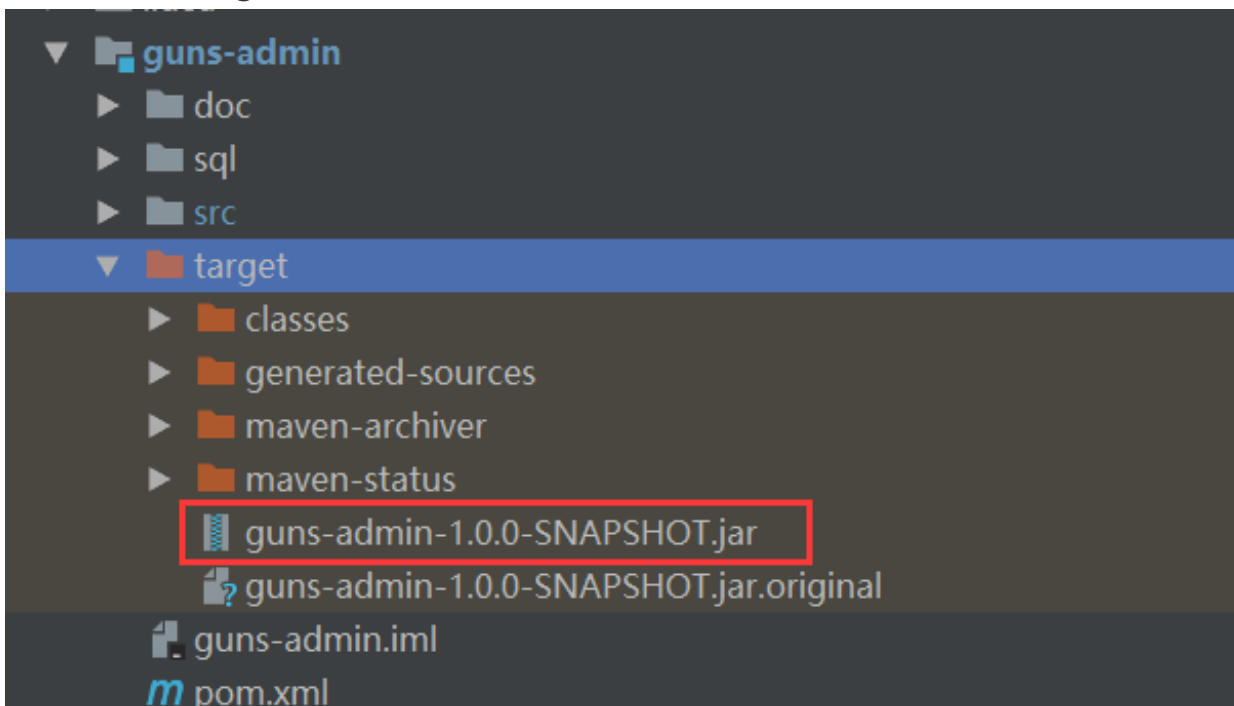 guns-admin
doc
sql
src
target
classes
generated-sources
maven-archiver
maven-status
guns-admin-1.0.0-SNAPSHOT.jar
guns-admin-1.0.0-SNAPSHOT.jar.original
guns-admin.iml
pom.xml